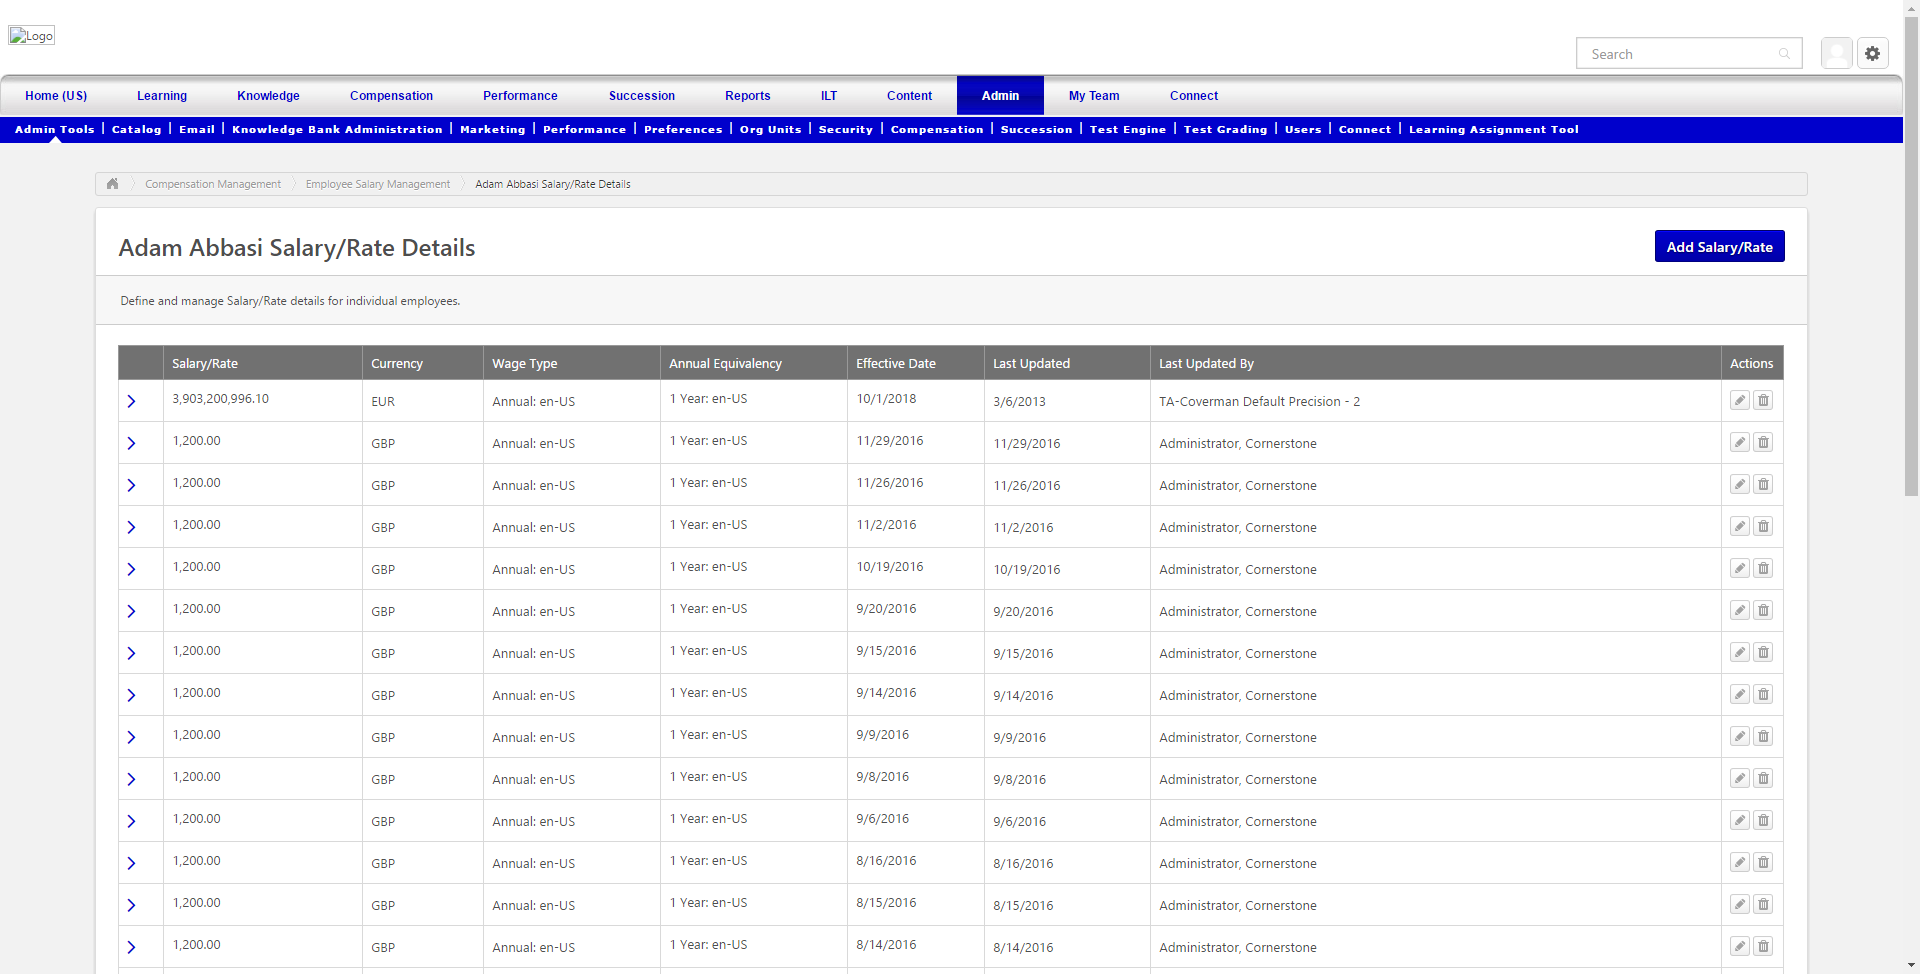 Logo
Search
Home (US) Learning Knowledge Compensation Performance Succession Reports ILT Content Admin My Team Connect
Admin Tools | Catalog | Email | Knowledge Bank Administration | Marketing | Performance | Preferences | Org Units | Security | Compensation | Succession | Test Engine | Test Grading | Users | Connect | Learning Assignment Tool
Compensation Management Employee Salary Management Adam Abbasi Salary/Rate Details
Adam Abbasi Salary/Rate Details Add Salary/Rate
Define and manage Salary/Rate details for individual employees.
Salary/Rate Currency Wage Type Annual Equivalency Effective Date Last Updated Last Updated By Actions
3,903,200,996.10 EUR Annual: en-US 1 Year: en-US 10/1/2018 3/6/2013 TA-Coverman Default Precision - 2
1,200.00 GBP Annual: en-US 1 Year: en-US 11/29/2016 11/29/2016 Administrator, Cornerstone
1,200.00 GBP Annual: en-US 1 Year: en-US 11/26/2016 11/26/2016 Administrator, Cornerstone
1,200.00 GBP Annual: en-US 1 Year: en-US 11/2/2016 11/2/2016 Administrator, Cornerstone
1,200.00 GBP Annual: en-US 1 Year: en-US 10/19/2016 10/19/2016 Administrator, Cornerstone
1,200.00 GBP Annual: en-US 1 Year: en-US 9/20/2016 9/20/2016 Administrator, Cornerstone
1,200.00 GBP Annual: en-US 1 Year: en-US 9/15/2016 9/15/2016 Administrator, Cornerstone
1,200.00 GBP Annual: en-US 1 Year: en-US 9/14/2016 9/14/2016 Administrator, Cornerstone
1,200.00 GBP Annual: en-US 1 Year: en-US 9/9/2016 9/9/2016 Administrator, Cornerstone
1,200.00 GBP Annual: en-US 1 Year: en-US 9/8/2016 9/8/2016 Administrator, Cornerstone
1,200.00 GBP Annual: en-US 1 Year: en-US 9/6/2016 9/6/2016 Administrator, Cornerstone
1,200.00 GBP Annual: en-US 1 Year: en-US 8/16/2016 8/16/2016 Administrator, Cornerstone
1,200.00 GBP Annual: en-US 1 Year: en-US 8/15/2016 8/15/2016 Administrator, Cornerstone
1,200.00 GBP Annual: en-US 1 Year: en-US 8/14/2016 8/14/2016 Administrator, Cornerstone